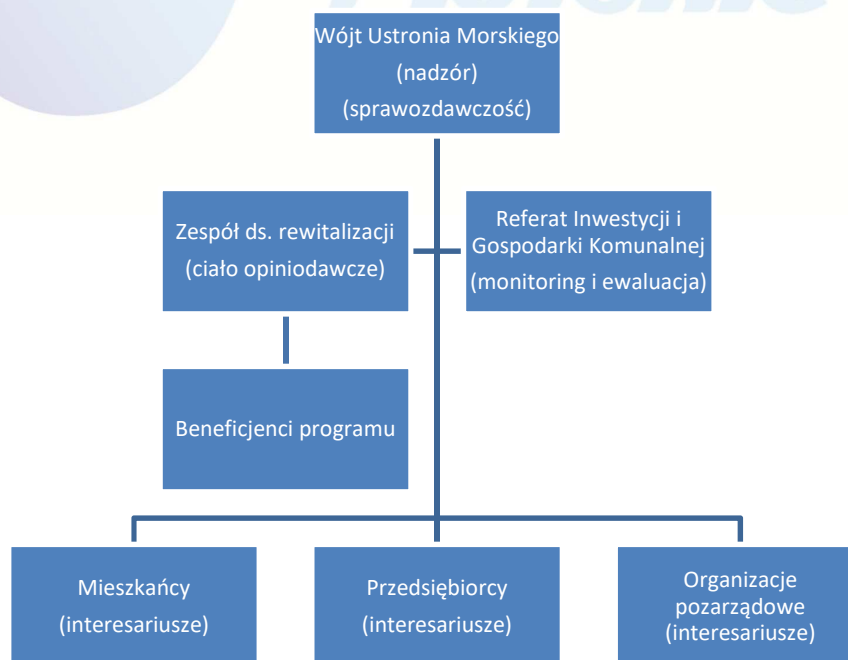 Wójt Ustronia Morskiego
(nadzór)
(sprawozdawczość)
Zespół ds. rewitalizacji
(ciało opiniodawcze)
Referat Inwestycji i
Gospodarki Komunalnej
(monitoring i ewaluacja)
Beneficjenci programu
Mieszkańcy
(interesariusze)
Przedsiębiorcy
(interesariusze)
Organizacje
pozarządowe
(interesariusze)